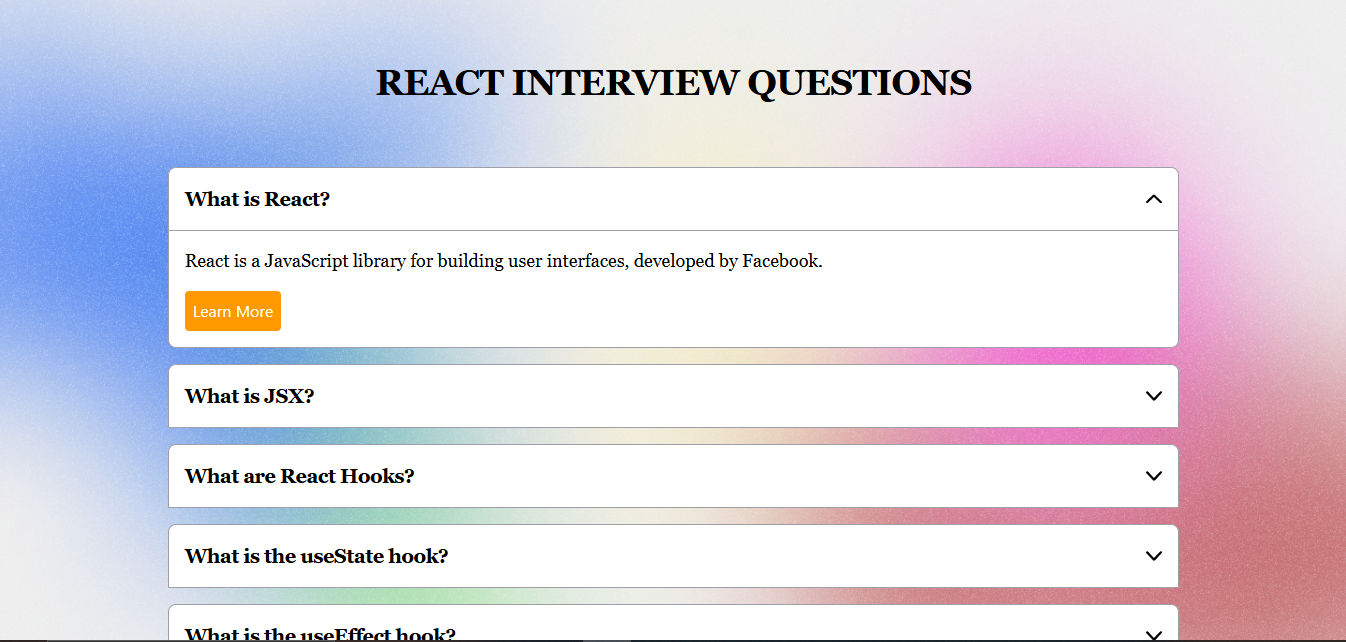 REACT INTERVIEW QUESTIONS
What is React?
React is a JavaScript library for building user interfaces, developed by Facebook.
Learn More
What is JSX?
What are React Hooks?
What is the useState hook?
What is the useEffect hook?